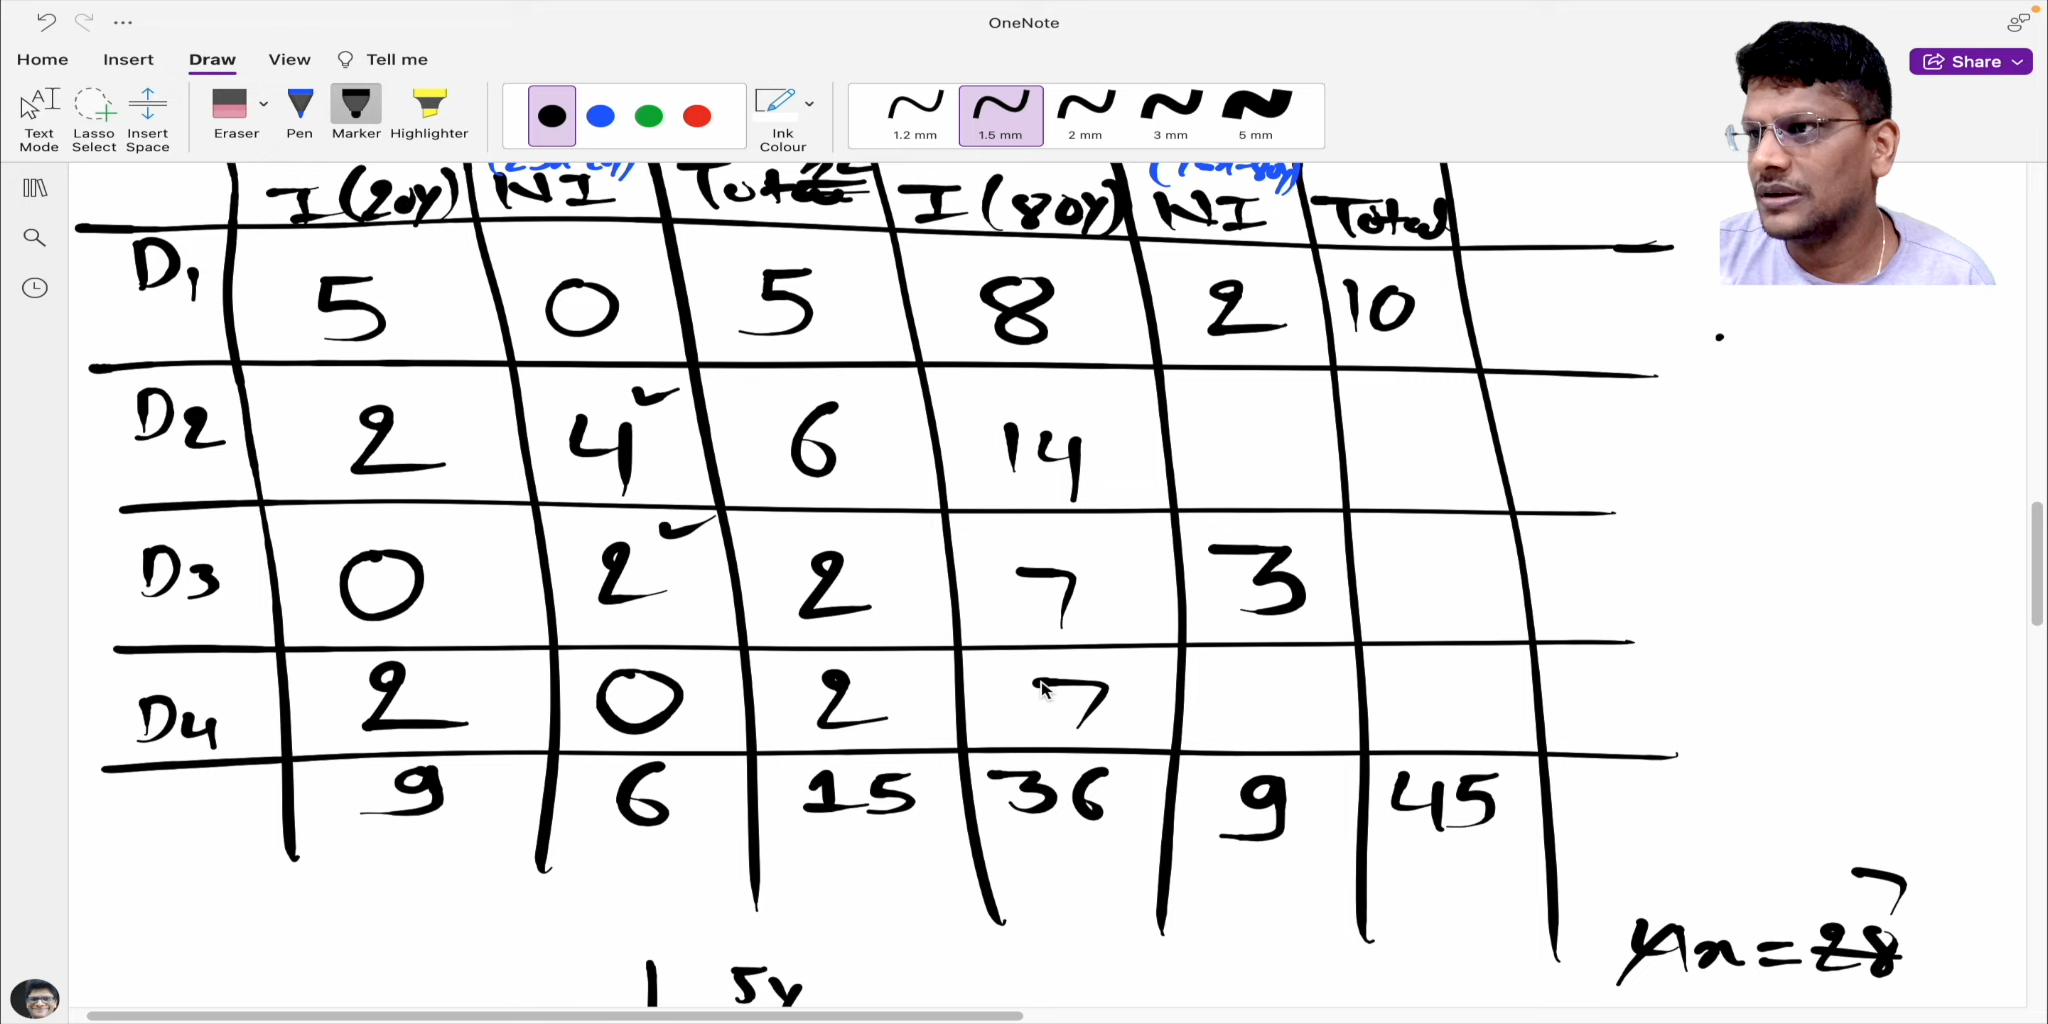 OneNote
Home Insert Draw View Tell me
Share
Text Mode
Lasso Select
Insert Space
Eraser
Pen
Marker
Highlighter
Ink Colour
1.2 mm
1.5 mm
2 mm
3 mm
5 mm
I (20y) NI I (80y) NI Total
D1 5 0 5 8 2 10
D2 2 4 6 14
D3 0 2 2 7 3
D4 2 0 2 7
9 6 15 36 9 45
7
4x = 28